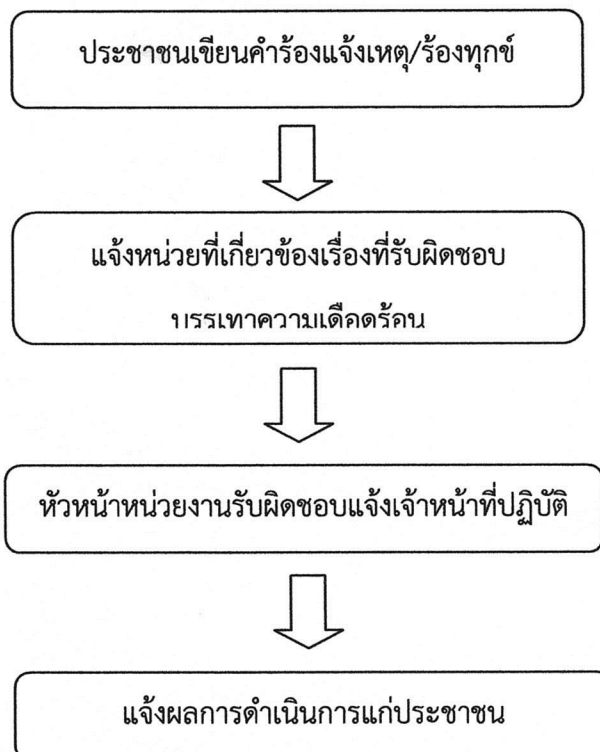 ประชาชนเขียนคำร้องแจ้งเหตุ/ร้องทุกข์
แจ้งหน่วยที่เกี่ยวข้องเรื่องที่รับผิดชอบ
บรรเทาความเดือดร้อน
หัวหน้าหน่วยงานรับผิดชอบแจ้งเจ้าหน้าที่ปฏิบัติ
แจ้งผลการดำเนินการแก่ประชาชน